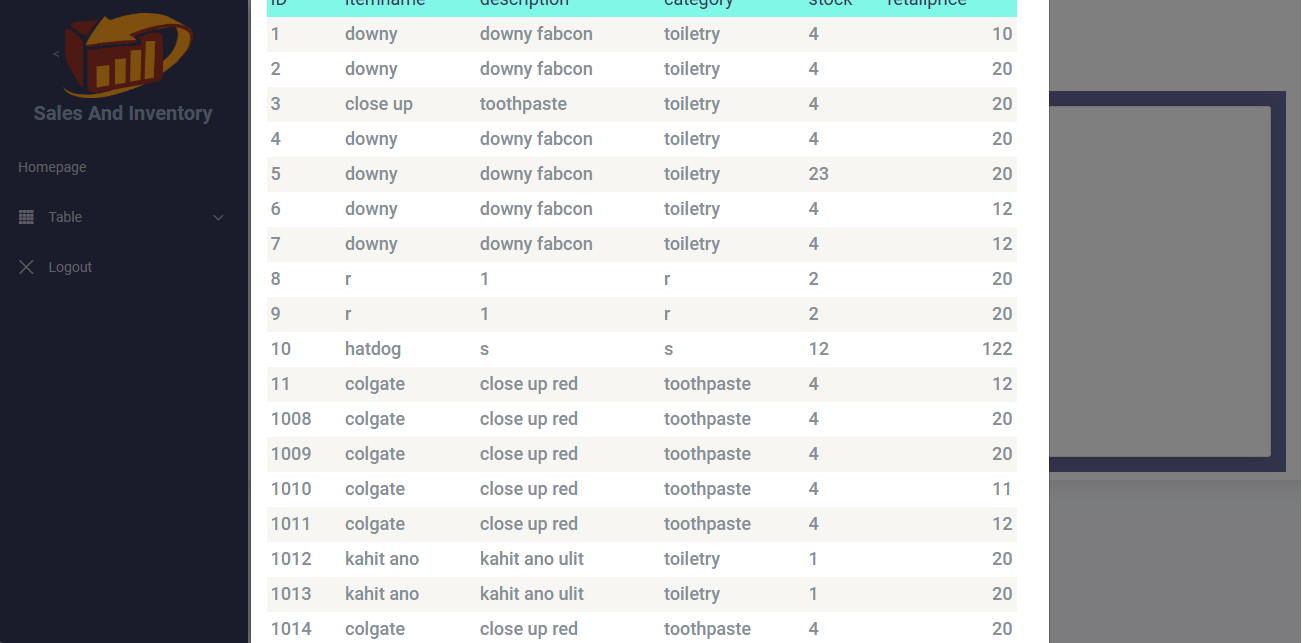 ID itemname description category stock retailprice
1 downy downy fabcon toiletry 4 10
<
2 downy downy fabcon toiletry 4 20
3 close up toothpaste toiletry 4 20
Sales And Inventory
4 downy downy fabcon toiletry 4 20
Homepage
5 downy downy fabcon toiletry 23 20
6 downy downy fabcon toiletry 4 12
Table
7 downy downy fabcon toiletry 4 12
Logout
8 r 1 r 2 20
9 r 1 r 2 20
10 hatdog s s 12 122
11 colgate close up red toothpaste 4 12
1008 colgate close up red toothpaste 4 20
1009 colgate close up red toothpaste 4 20
1010 colgate close up red toothpaste 4 11
1011 colgate close up red toothpaste 4 12
1012 kahit ano kahit ano ulit toiletry 1 20
1013 kahit ano kahit ano ulit toiletry 1 20
1014 colgate close up red toothpaste 4 20